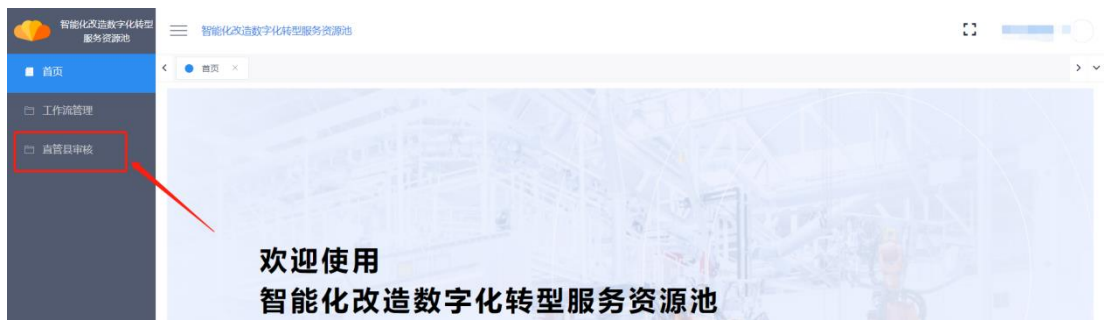 智能化改造数字化转型
服务资源池
智能化改造数字化转型服务资源池
首页
首页
工作流管理
直管县审核
欢迎使用
智能化改造数字化转型服务资源池